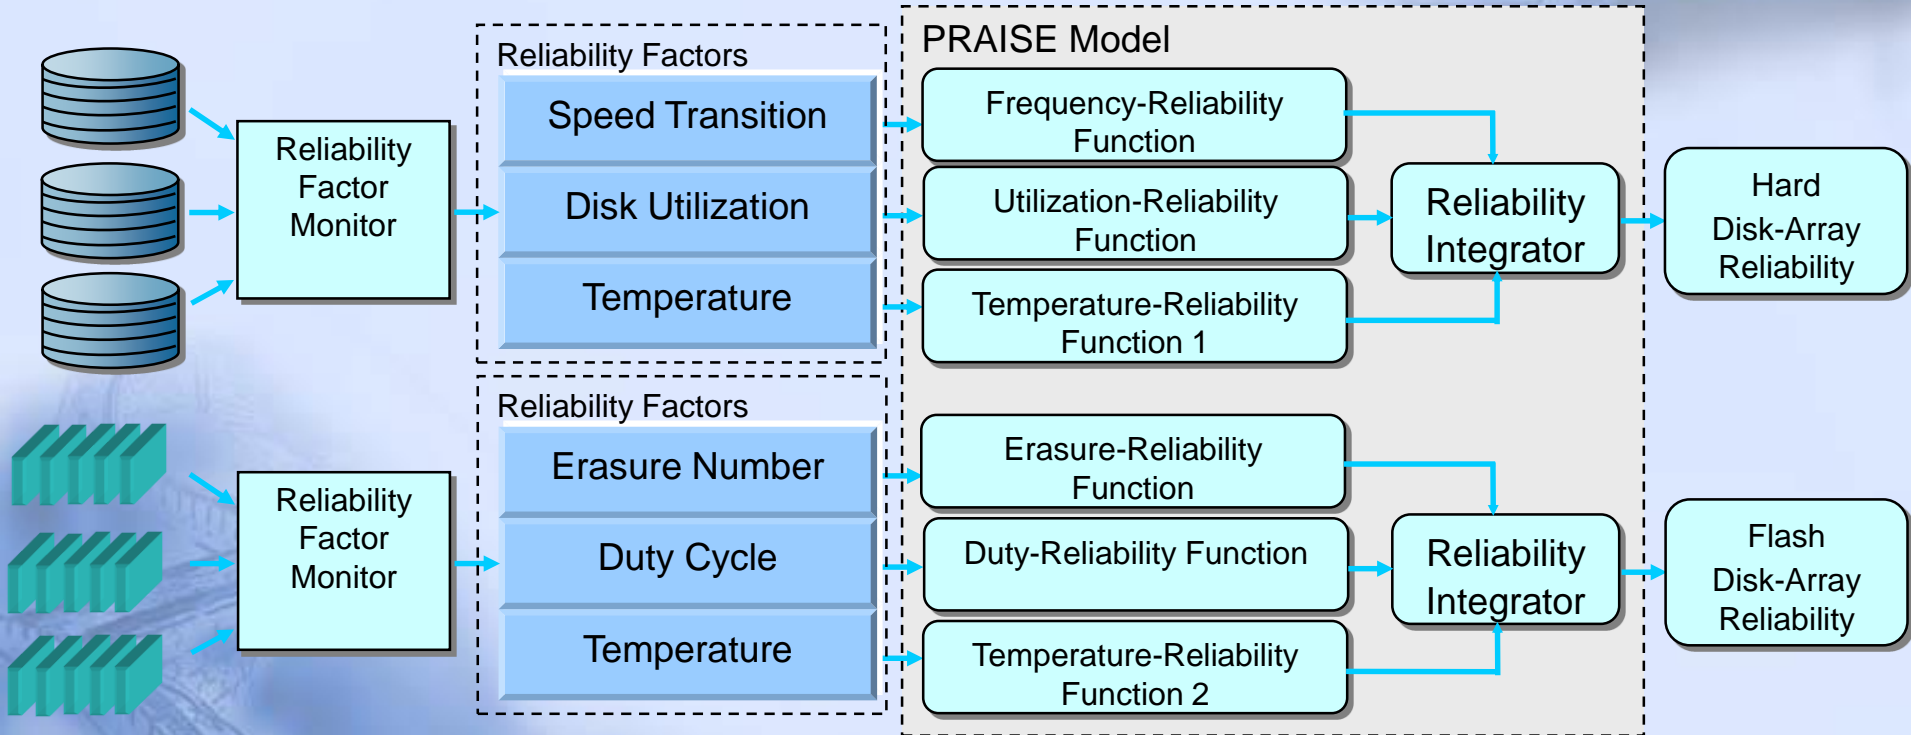 PRAISE Model
Reliability Factors
Speed Transition
Disk Utilization
Temperature
Reliability
Factor
Monitor
Frequency-Reliability
Function
Utilization-Reliability
Function
Temperature-Reliability
Function 1
Reliability
Integrator
Hard
Disk-Array
Reliability
Reliability Factors
Erasure Number
Duty Cycle
Temperature
Reliability
Factor
Monitor
Erasure-Reliability
Function
Duty-Reliability Function
Temperature-Reliability
Function 2
Reliability
Integrator
Flash
Disk-Array
Reliability